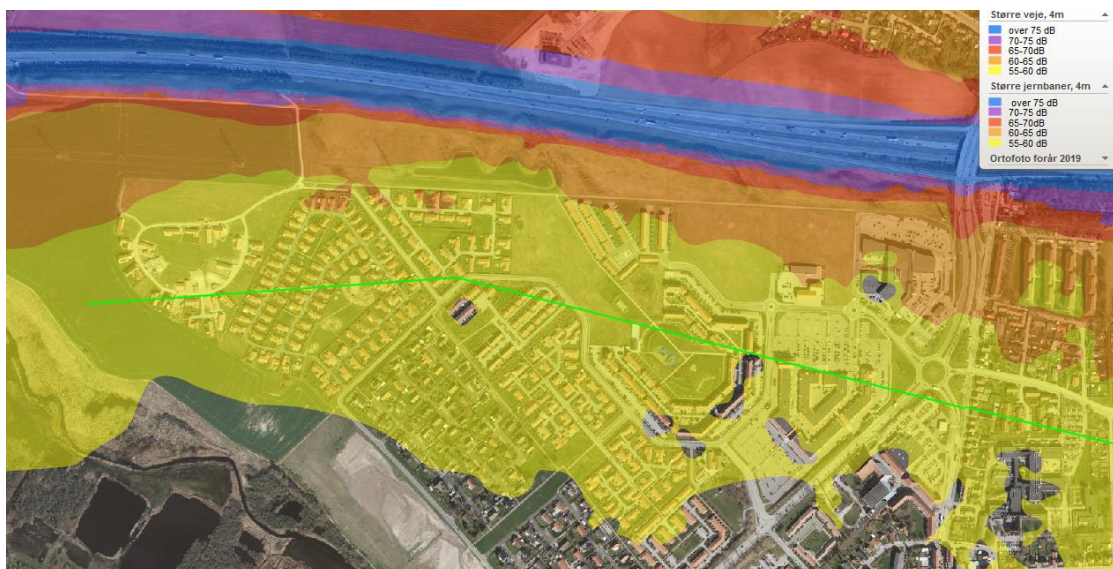 Større veje, 4m
over 75 dB
70-75 dB
65-70dB
60-65 dB
55-60 dB
Større jernbaner, 4m
over 75 dB
70-75 dB
65-70dB
60-65 dB
55-60 dB
Ortofoto forår 2019